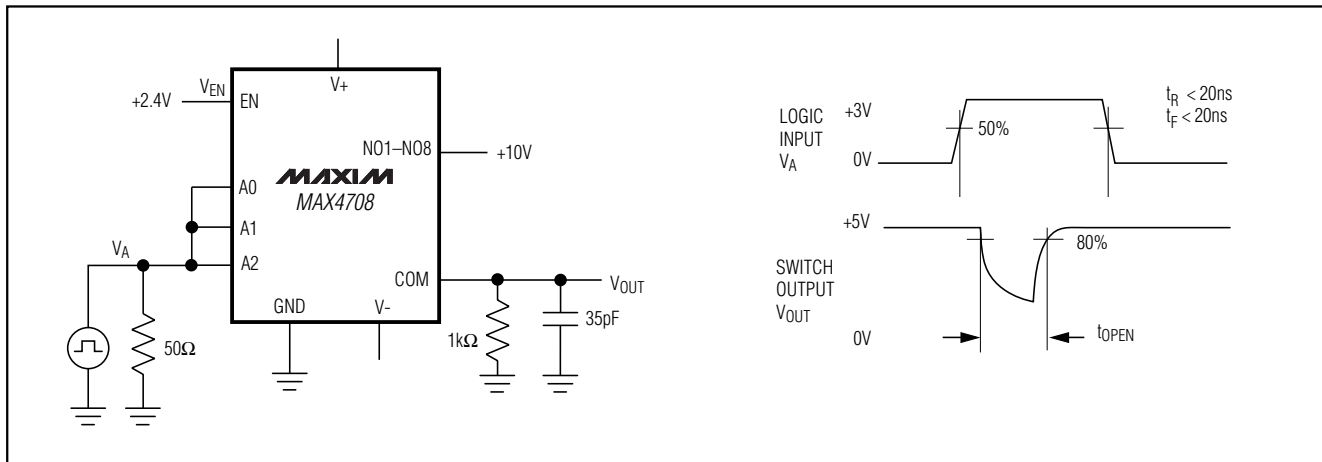 V+
VEN
+2.4V
EN
NO1–NO8
+10V
MAXIM
MAX4708
A0
A1
VA
A2
COM
VOUT
GND
V-
50Ω
1kΩ
35pF
LOGIC
INPUT
VA
+3V
50%
0V
tR < 20ns
tF < 20ns
+5V
80%
SWITCH
OUTPUT
VOUT
0V
tOPEN